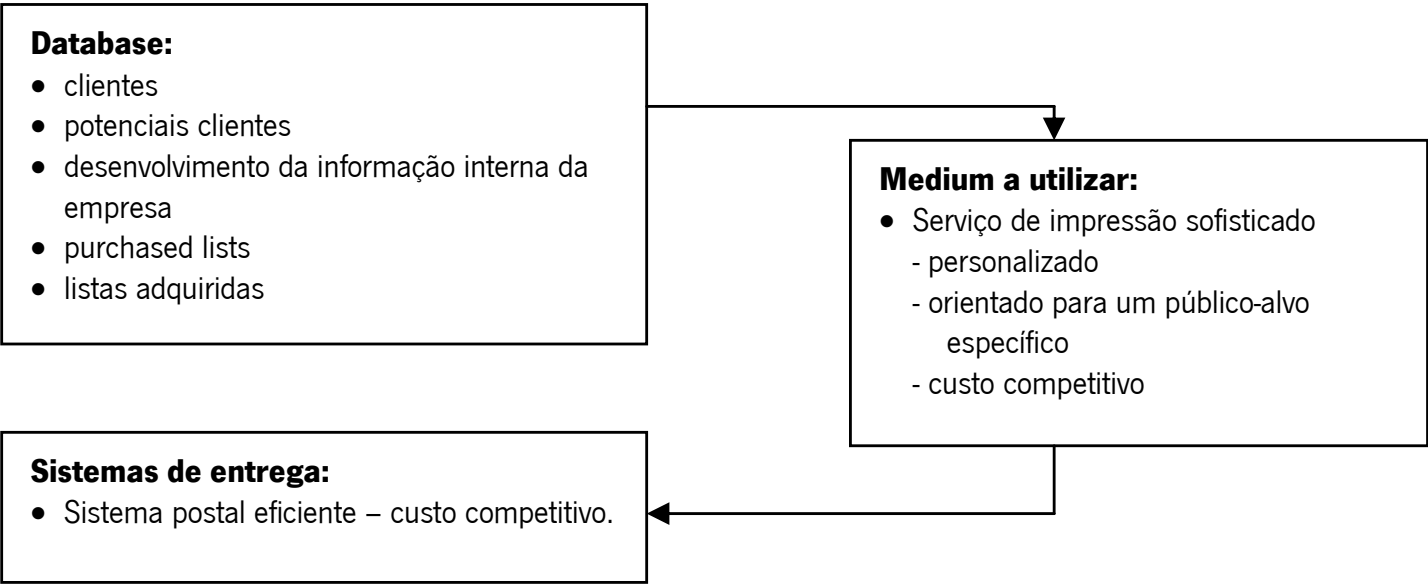 Database:
• clientes
• potenciais clientes
• desenvolvimento da informação interna da
empresa
• purchased lists
• listas adquiridas
Medium a utilizar:
• Serviço de impressão sofisticado
- personalizado
- orientado para um público-alvo
específico
- custo competitivo
Sistemas de entrega:
• Sistema postal eficiente – custo competitivo.